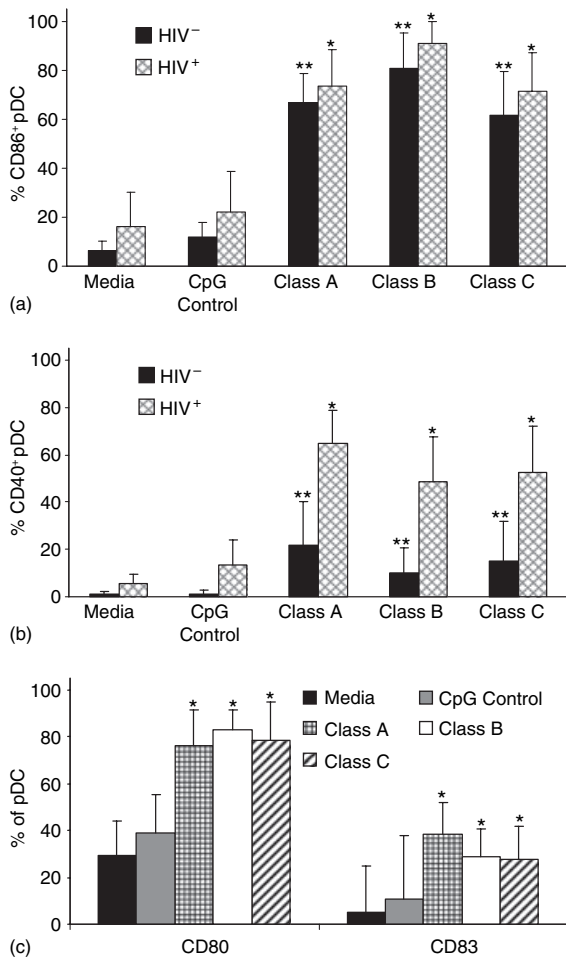 100
80
60
40
20
0
% CD86⁺pDC
HIV⁻
HIV⁺
** * ** * ** *
Media CpG Control Class A Class B Class C
(a)
100
80
60
40
20
0
% CD40⁺pDC
HIV⁻
HIV⁺
** * ** * ** *
Media CpG Control Class A Class B Class C
(b)
100
80
60
40
20
0
% of pDC
Media CpG Control
Class A Class B
Class C
* * * * * *
CD80 CD83
(c)